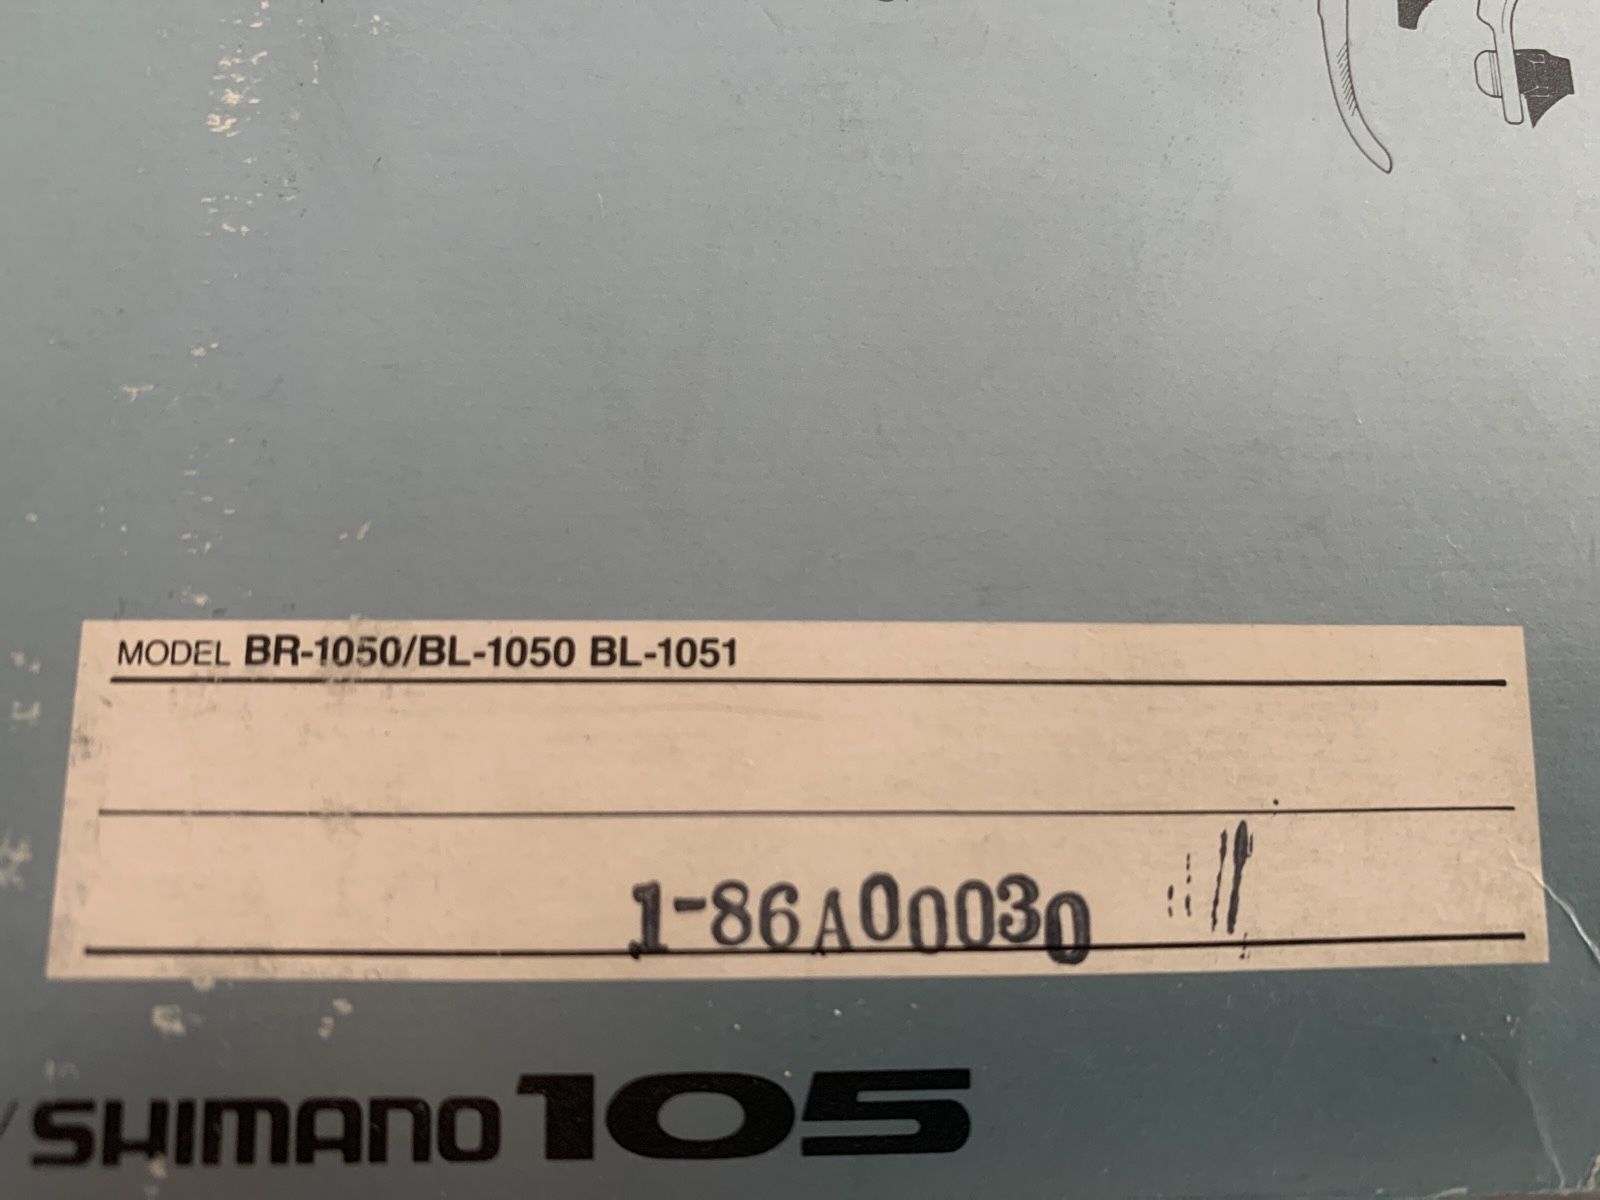 MODEL BR-1050/BL-1050 BL-1051
1-86A00030
SHIMANO 105